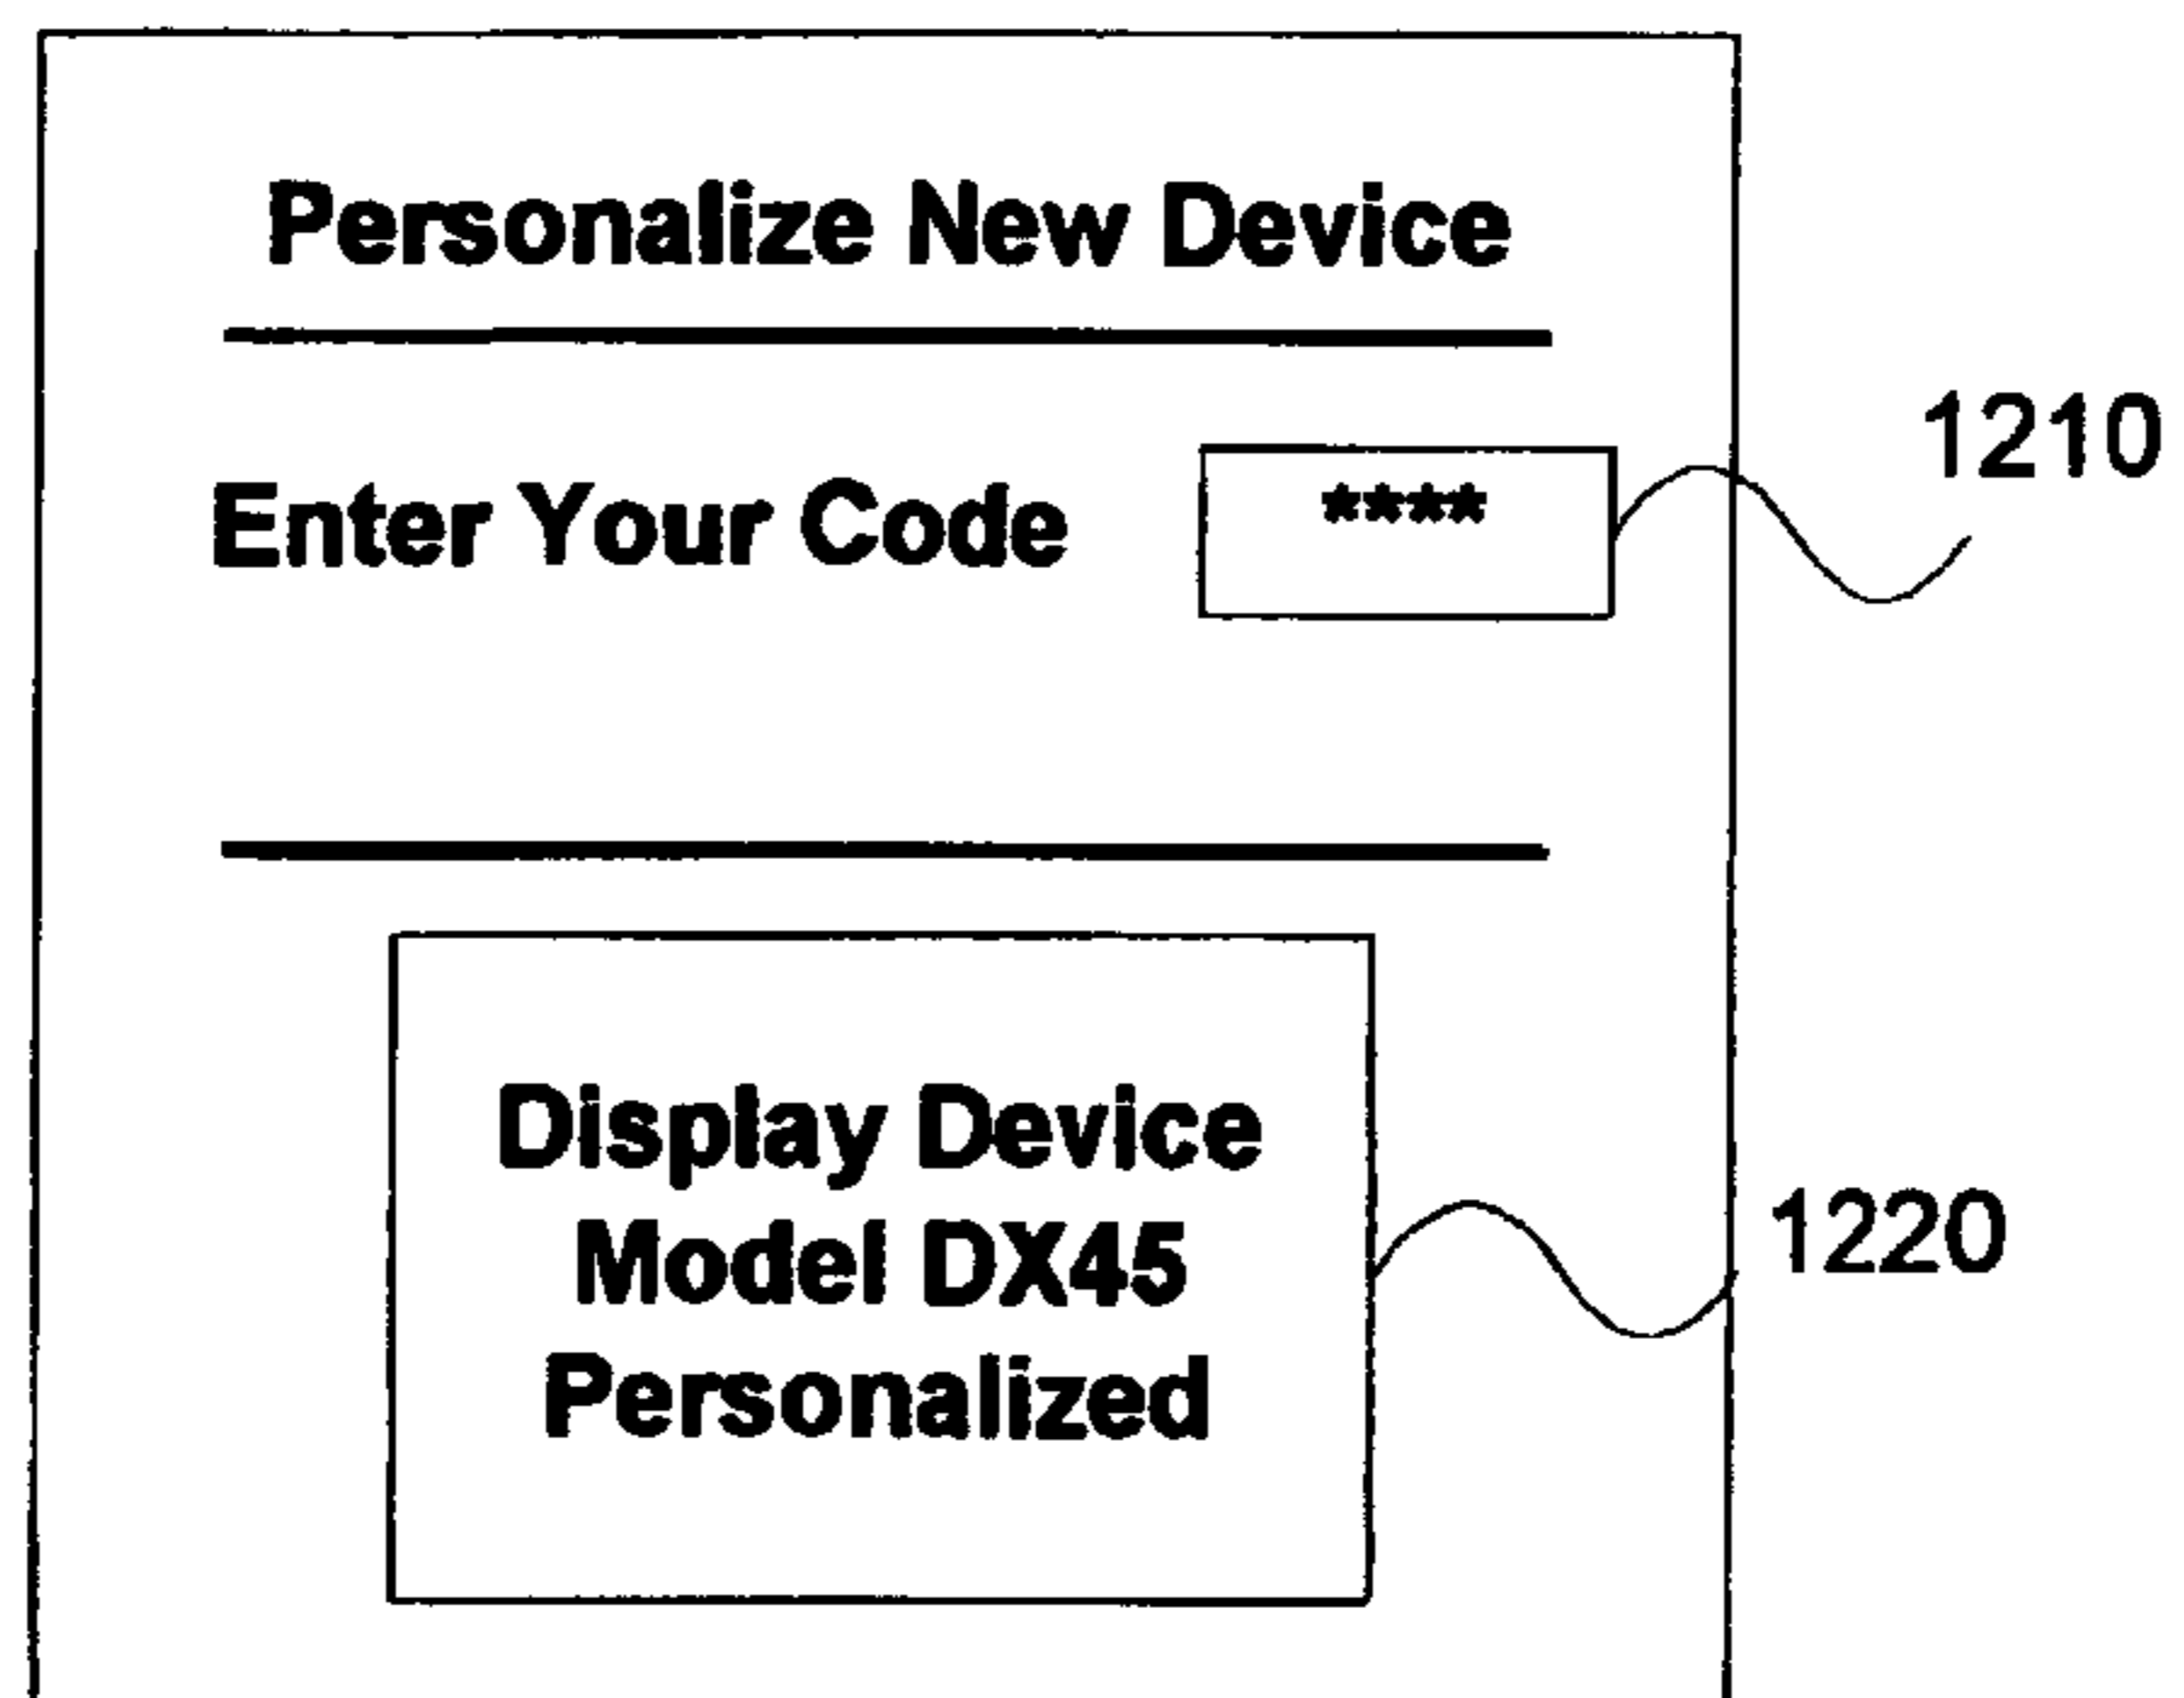 Personalize New Device
1210
Enter Your Code ****
Display Device
Model DX45
Personalized
1220